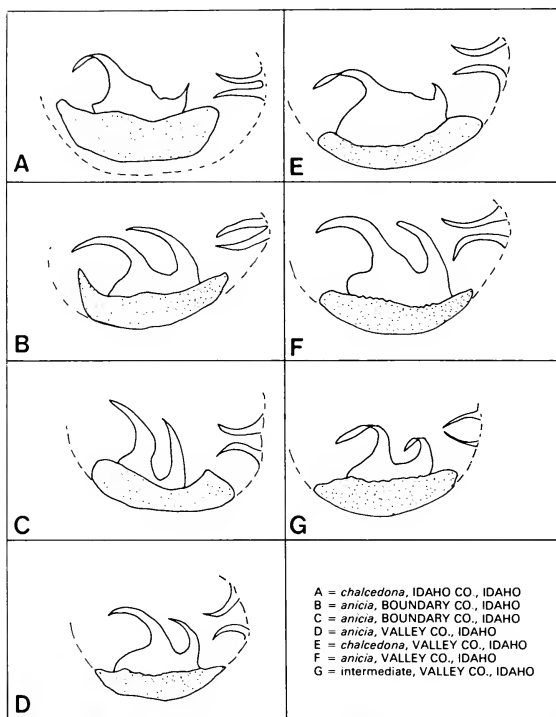 A
E
B
F
C
G
D
A = chalcedona, IDAHO CO., IDAHO
B = anicia, BOUNDARY CO., IDAHO
C = anicia, BOUNDARY CO., IDAHO
D = anicia, VALLEY CO., IDAHO
E = chalcedona, VALLEY CO., IDAHO
F = anicia, VALLEY CO., IDAHO
G = intermediate, VALLEY CO., IDAHO